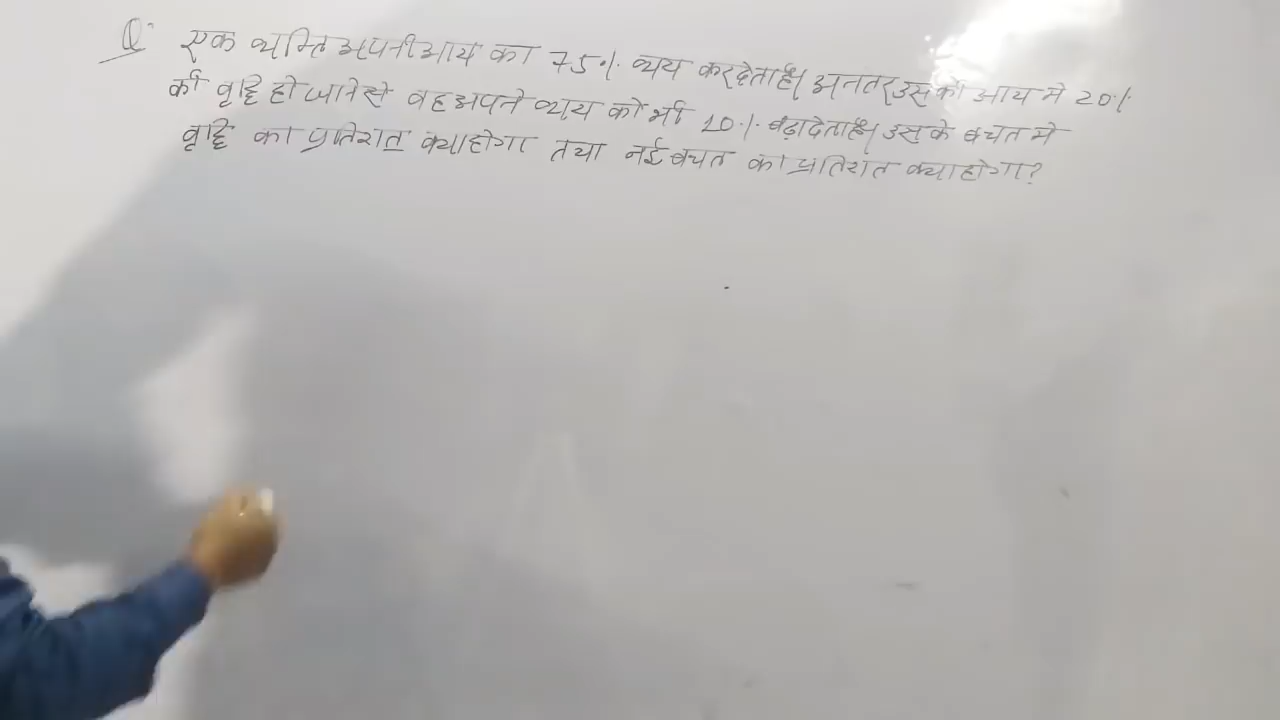 Q. एक व्यक्ति अपनी आय का 75% व्यय कर देता है। अनतर उसकी आय मे 20%
की वृद्धि हो जाने से वह अपने व्यय को भी 10% बढ़ा देता है। उसके बचत मे
वृद्धि का प्रतिशत क्या होगा तथा नई बचत का प्रतिशत क्या होगा?